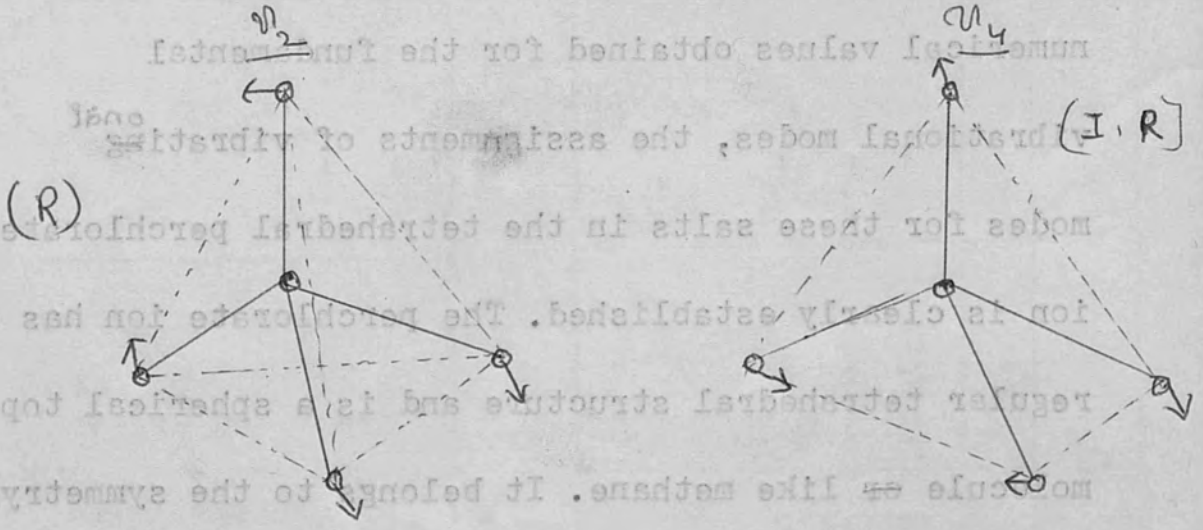 ν₂ ν₄
numerical values obtained for the fundamental
band
vibrational modes, the assignments of vibrating
(R) (I.R]
modes for these salts in the tetrahedral perchlorate
ion is clearly established. The perchlorate ion has
regular tetrahedral structure and is a spherical top
molecule or like methane. It belongs to the symmetry